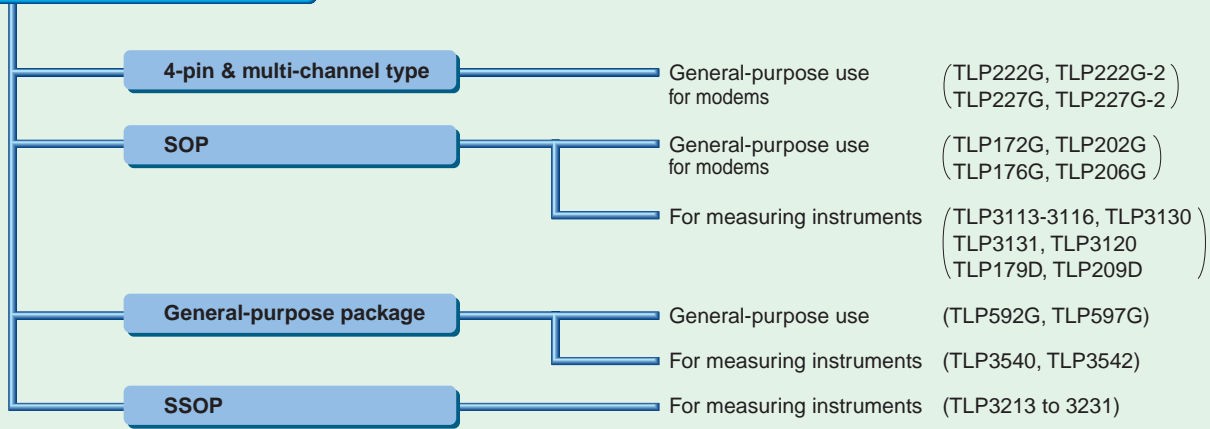 4-pin & multi-channel type
General-purpose use (TLP222G, TLP222G-2
for modems TLP227G, TLP227G-2)
SOP
General-purpose use (TLP172G, TLP202G
for modems TLP176G, TLP206G)
For measuring instruments (TLP3113-3116, TLP3130
TLP3131, TLP3120
TLP179D, TLP209D)
General-purpose package
General-purpose use (TLP592G, TLP597G)
For measuring instruments (TLP3540, TLP3542)
SSOP
For measuring instruments (TLP3213 to 3231)